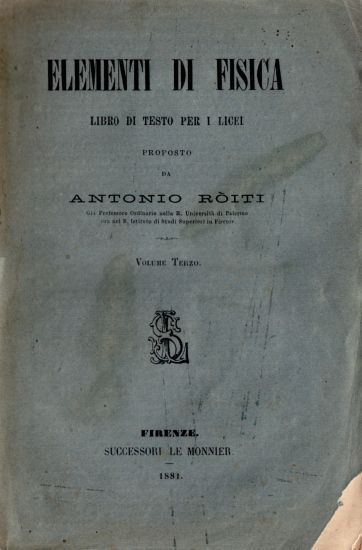 ELEMENTI DI FISICA
LIBRO DI TESTO PER I LICEI
PROPOSTO
DA
ANTONIO RÒITI
Già Professore Ordinario nella R. Università di Palermo
ora nel R. Istituto di Studi Superiori in Firenze.
VOLUME TERZO.
FIRENZE.
SUCCESSORI LE MONNIER.
1881.